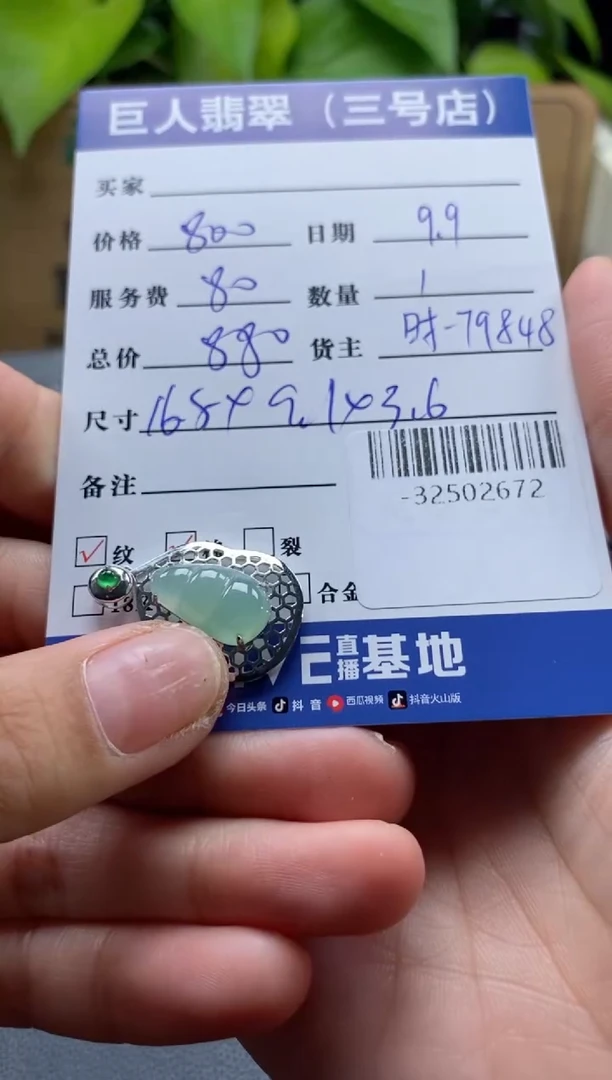 巨人翡翠（三号店）
买家
价格 800 日期 9.9
服务费 80 数量 1
总价 880 货主 时-79848
尺寸 16.8×9.1×3.6
备注
-32502672
纹 裂
合金
直播基地
今日头条 抖音 西瓜视频 抖音火山版